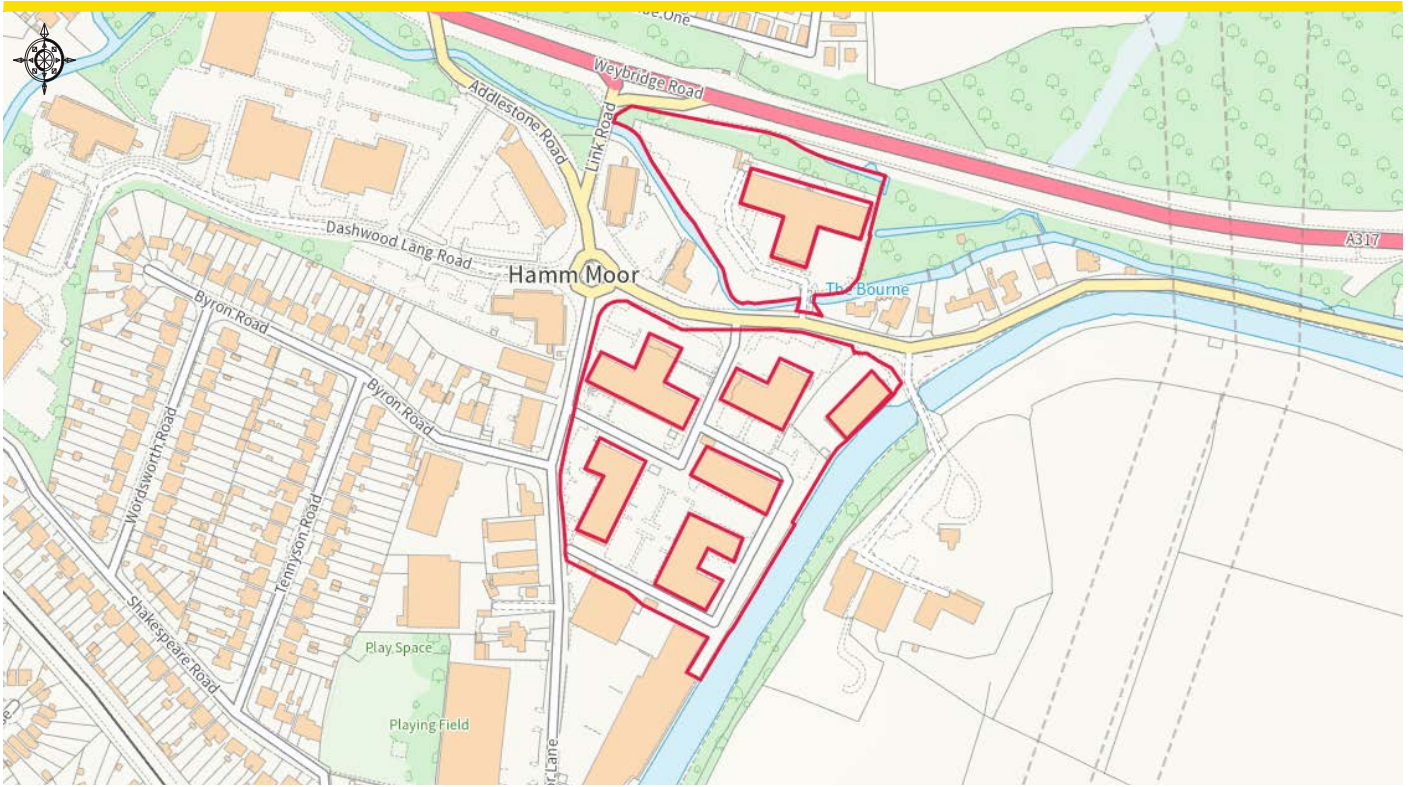 Weybridge Road
Addlestone Road
Link Road
A317
Dashwood Lang Road
Hamm Moor
The Bourne
Byron Road
Byron Road
Wordsworth Road
Tennyson Road
Shakespeare Road
Play Space
Playing Field